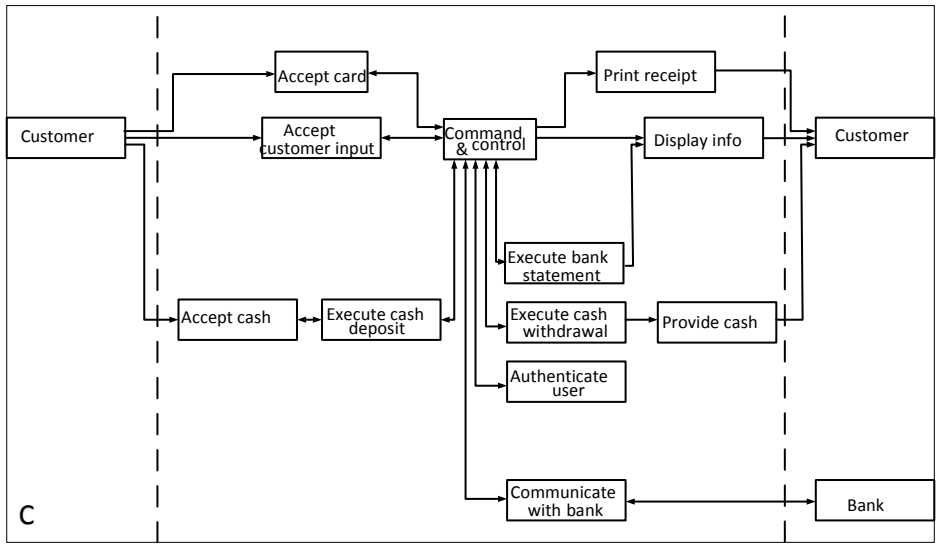 Accept card
Print receipt
Customer
Accept
customer input
Command
& control
Display info
Customer
Execute bank
statement
Accept cash
Execute cash
deposit
Execute cash
withdrawal
Provide cash
Authenticate
user
Communicate
with bank
Bank
C